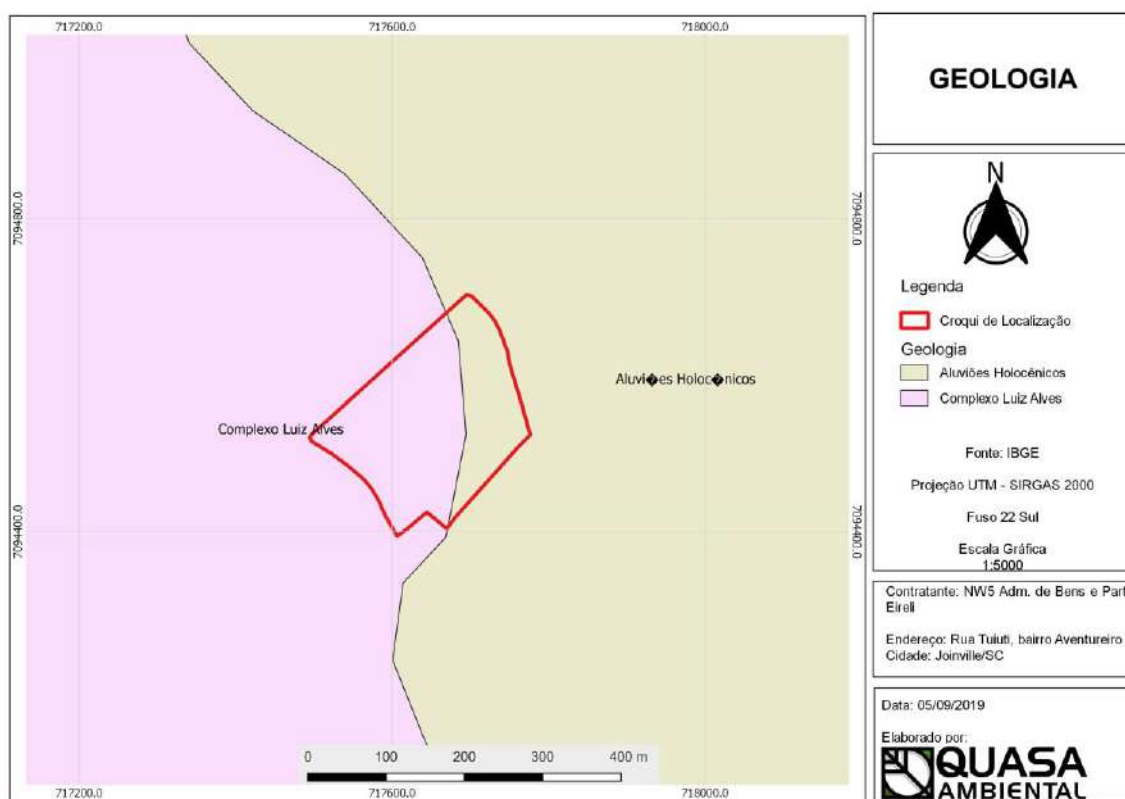 717200.0
717600.0
718000.0
7094800.0
7094800.0
7094400.0
7094400.0
Aluvi�es Holoc�nicos
Complexo Luiz Alves
0 100 200 300 400 m
717200.0
717600.0
718000.0
GEOLOGIA
N
Legenda
Croqui de Localização
Geologia
Aluviões Holocênicos
Complexo Luiz Alves
Fonte: IBGE
Projeção UTM - SIRGAS 2000
Fuso 22 Sul
Escala Gráfica
1:5000
Contratante: NW5 Adm. de Bens e Part
Eireli
Endereço: Rua Tuiuti, bairro Aventureiro
Cidade: Joinville/SC
Data: 05/09/2019
Elaborado por:
QUASA
AMBIENTAL